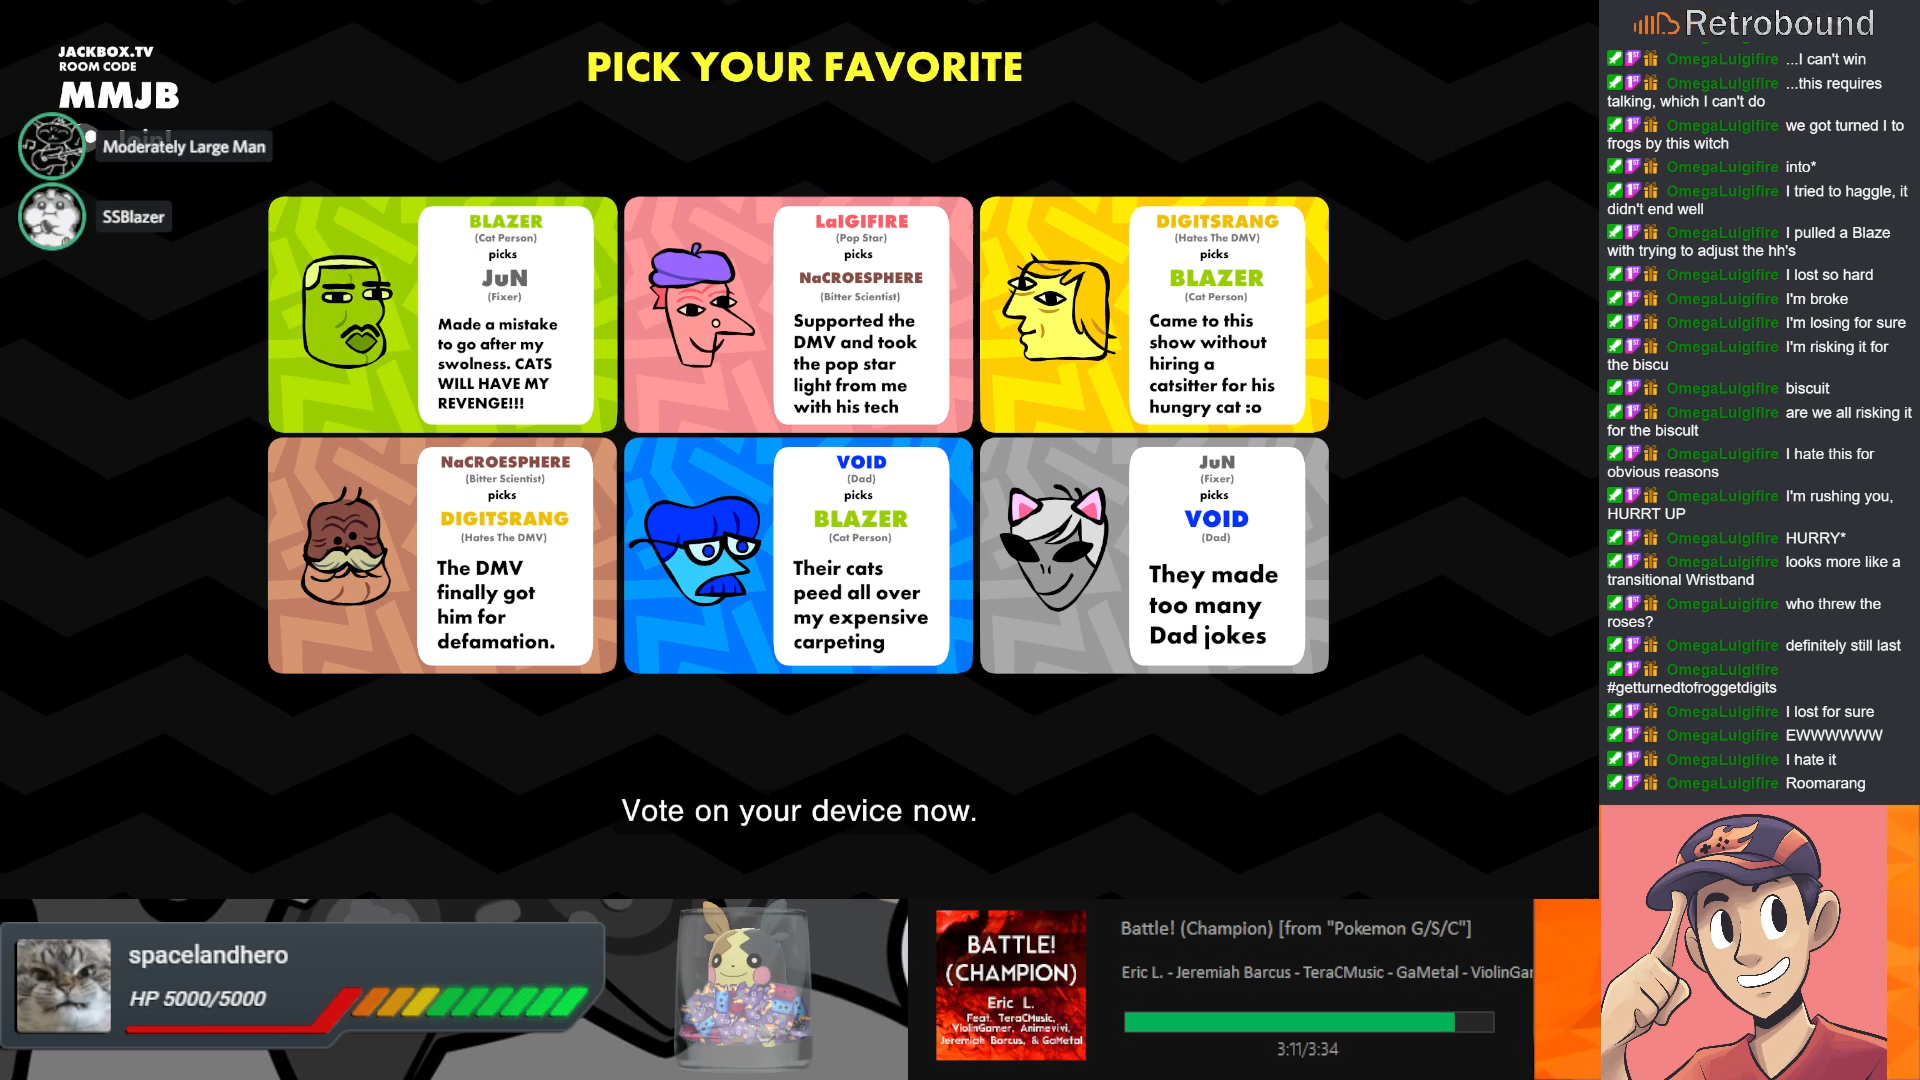 JACKBOX.TV
ROOM CODE
MMJB
Join!
Moderately Large Man
SSBlazer
PICK YOUR FAVORITE
BLAZER
(Cat Person)
picks
JuN
(Fixer)
Made a mistake
to go after my
swolness. CATS
WILL HAVE MY
REVENGE!!!
LaIGIFIRE
(Pop Star)
picks
NaCROESPHERE
(Bitter Scientist)
Supported the
DMV and took
the pop star
light from me
with his tech
DIGITSRANG
(Hates The DMV)
picks
BLAZER
(Cat Person)
Came to this
show without
hiring a
catsitter for his
hungry cat :o
NaCROESPHERE
(Bitter Scientist)
picks
DIGITSRANG
(Hates The DMV)
The DMV
finally got
him for
defamation.
VOID
(Dad)
picks
BLAZER
(Cat Person)
Their cats
peed all over
my expensive
carpeting
JuN
(Fixer)
picks
VOID
(Dad)
They made
too many
Dad jokes
Vote on your device now.
Retrobound
OmegaLuigifire ...I can't win
OmegaLuigifire ...this requires
talking, which I can't do
OmegaLuigifire we got turned I to
frogs by this witch
OmegaLuigifire into*
OmegaLuigifire I tried to haggle, it
didn't end well
OmegaLuigifire I pulled a Blaze
with trying to adjust the hh's
OmegaLuigifire I lost so hard
OmegaLuigifire I'm broke
OmegaLuigifire I'm losing for sure
OmegaLuigifire I'm risking it for
the biscu
OmegaLuigifire biscuit
OmegaLuigifire are we all risking it
for the biscult
OmegaLuigifire I hate this for
obvious reasons
OmegaLuigifire I'm rushing you,
HURRT UP
OmegaLuigifire HURRY*
OmegaLuigifire looks more like a
transitional Wristband
OmegaLuigifire who threw the
roses?
OmegaLuigifire definitely still last
OmegaLuigifire
#getturnedtofroggetdigits
OmegaLuigifire I lost for sure
OmegaLuigifire EWWWWWW
OmegaLuigifire I hate it
OmegaLuigifire Roomarang
spacelandhero
HP 5000/5000
BATTLE!
(CHAMPION)
Eric L.
Feat. TeraCMusic,
ViolinGamer, Animevivi,
Jeremiah Barcus, & GaMetal
Battle! (Champion) [from "Pokemon G/S/C"]
Eric L. - Jeremiah Barcus - TeraCMusic - GaMetal - ViolinGar
3:11/3:34